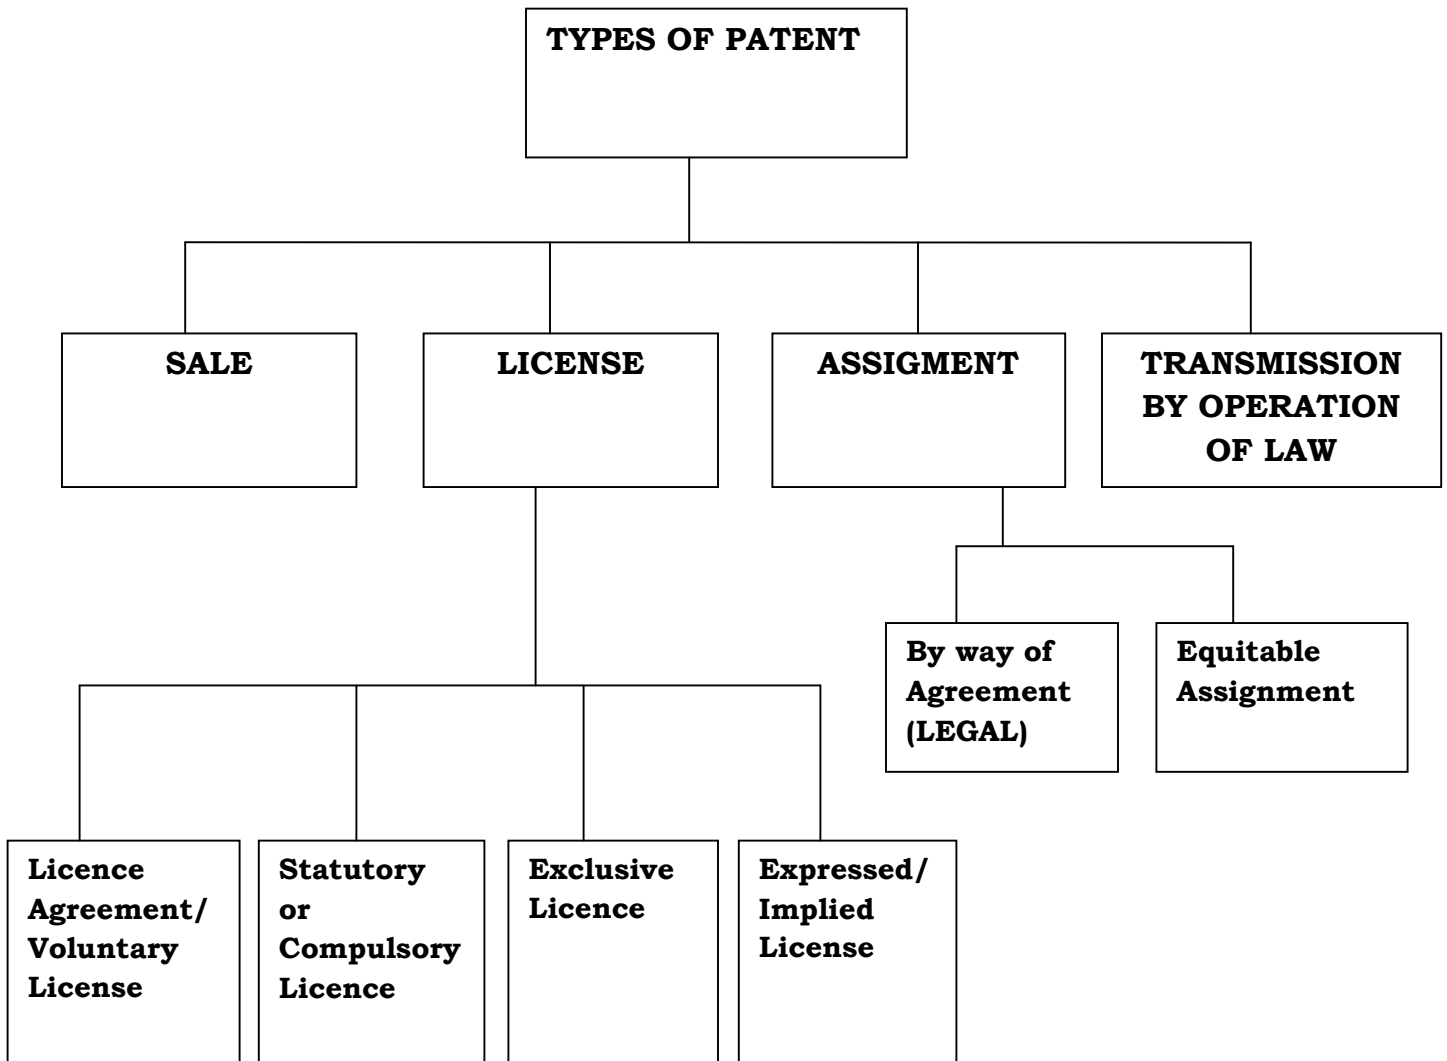 TYPES OF PATENT
SALE
LICENSE
ASSIGMENT
TRANSMISSION
BY OPERATION
OF LAW
By way of
Agreement
(LEGAL)
Equitable
Assignment
Licence
Agreement/
Voluntary
License
Statutory
or
Compulsory
Licence
Exclusive
Licence
Expressed/
Implied
License